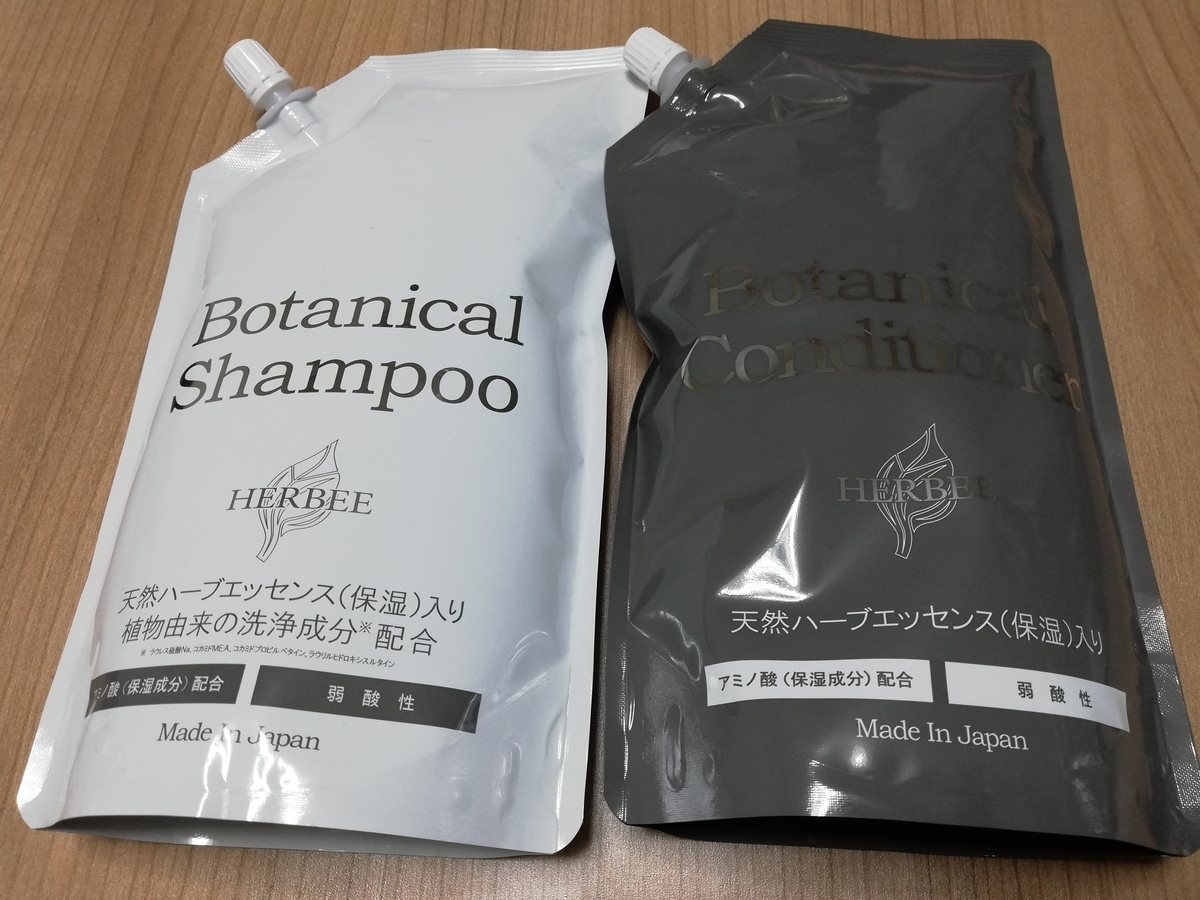 Botanical
Shampoo
HERBEE
天然ハーブエッセンス(保湿)入り
植物由来の洗浄成分※配合
※ ラウレス硫酸Na、コカミドMEA、コカミドプロピルベタイン、ラウリルヒドロキシスルタイン
アミノ酸(保湿成分)配合
弱酸性
Made In Japan
Botanical
Conditioner
HERBEE
天然ハーブエッセンス(保湿)入り
アミノ酸(保湿成分)配合
弱酸性
Made In Japan